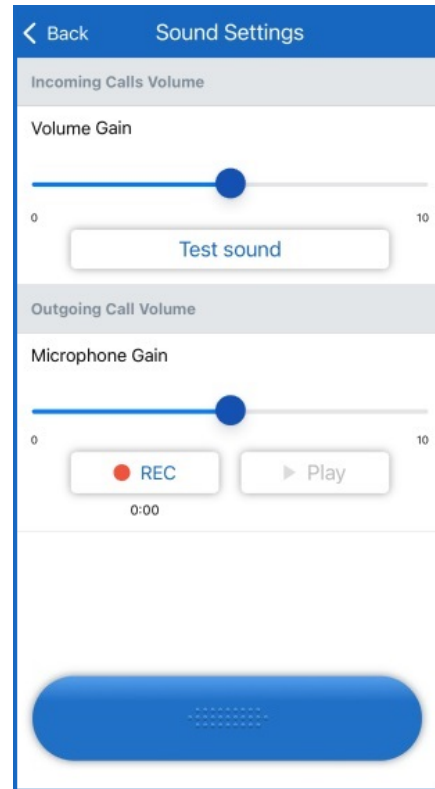 Back Sound Settings
Incoming Calls Volume
Volume Gain
0 10
Test sound
Outgoing Call Volume
Microphone Gain
0 10
REC Play
0:00